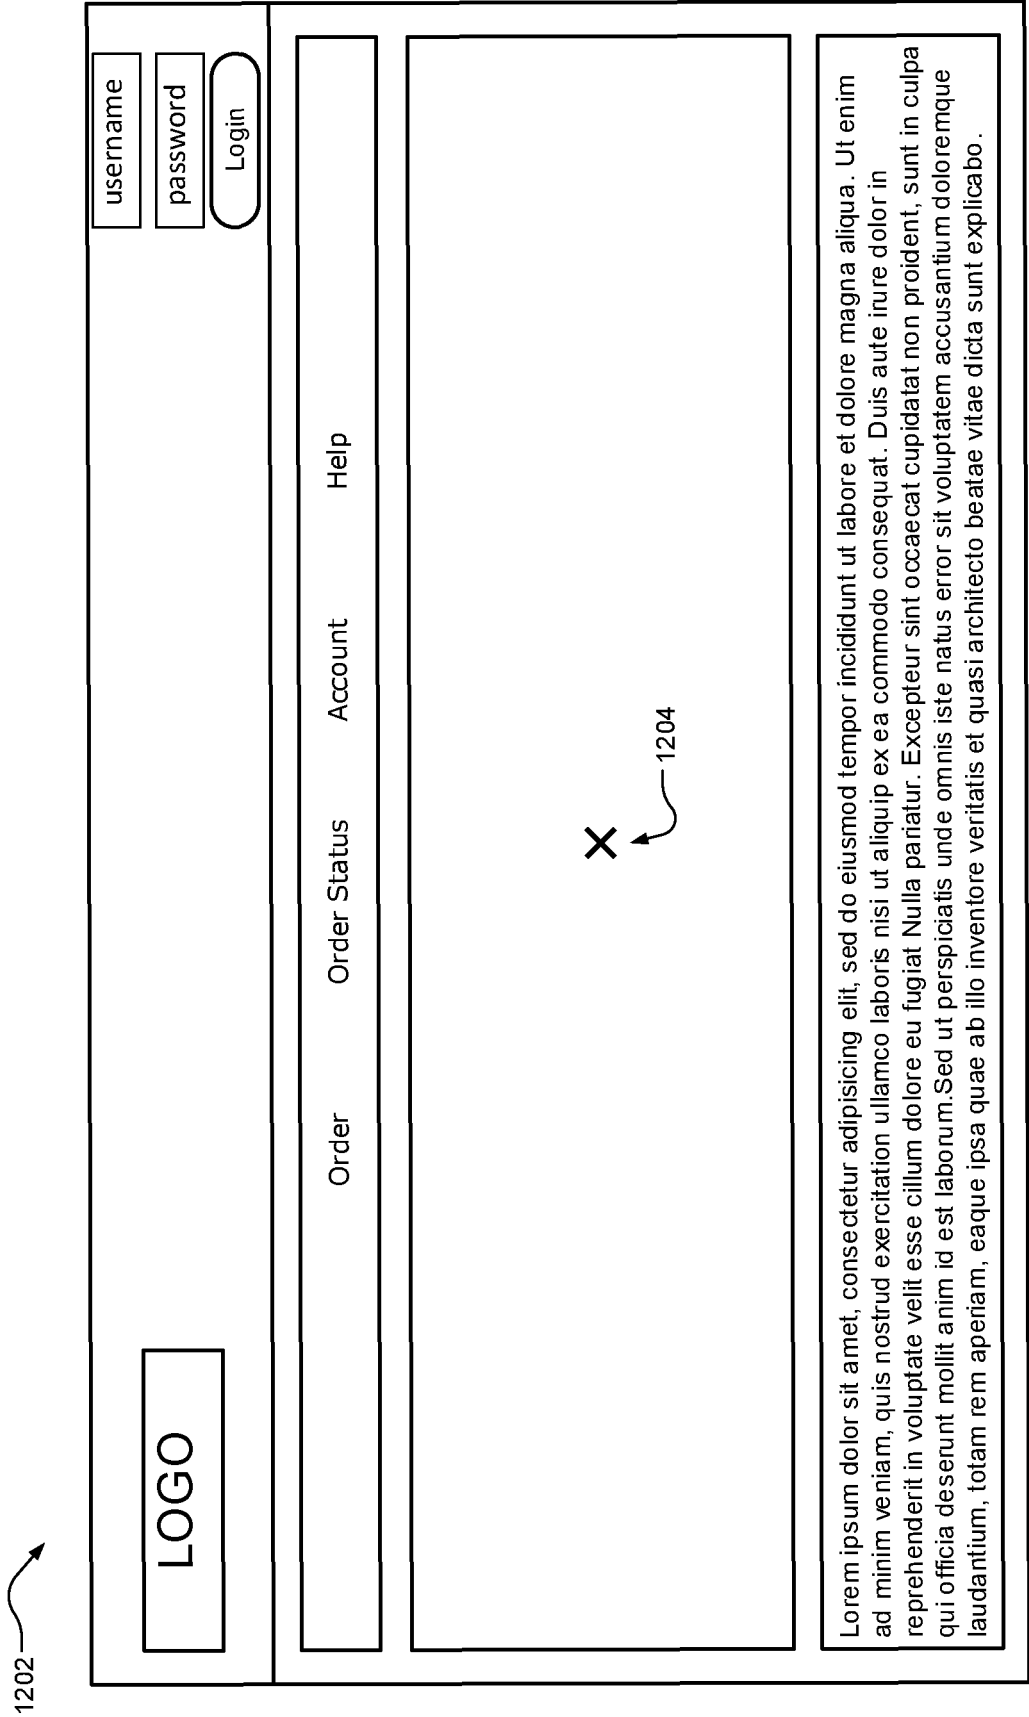 1202
LOGO
username
password
Login
Order Order Status Account Help
1204
Lorem ipsum dolor sit amet, consectetur adipisicing elit, sed do eiusmod tempor incididunt ut labore et dolore magna aliqua. Ut enim
ad minim veniam, quis nostrud exercitation ullamco laboris nisi ut aliquip ex ea commodo consequat. Duis aute irure dolor in
reprehenderit in voluptate velit esse cillum dolore eu fugiat Nulla pariatur. Excepteur sint occaecat cupidatat non proident, sunt in culpa
qui officia deserunt mollit anim id est laborum.Sed ut perspiciatis unde omnis iste natus error sit voluptatem accusantium doloremque
laudantium, totam rem aperiam, eaque ipsa quae ab illo inventore veritatis et quasi architecto beatae vitae dicta sunt explicabo.